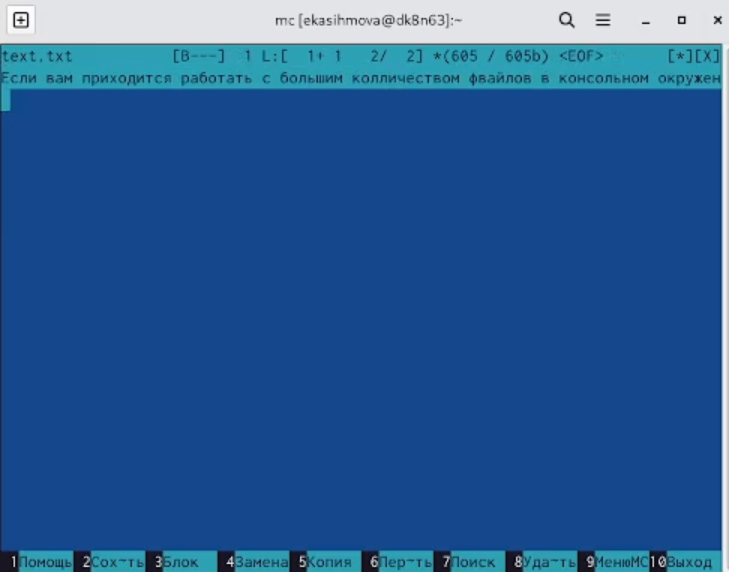 mc [ekasihmova@dk8n63]:~
text.txt [B---] 1 L:[ 1+ 1 2/ 2] *(605 / 605b) <EOF> [*][X]
Если вам приходится работать с большим колличеством фвайлов в консольном окружен
1Помощь 2Сох~ть 3Блок 4Замена 5Копия 6Пер~ть 7Поиск 8Уда~ть 9МенюMC 10Выход